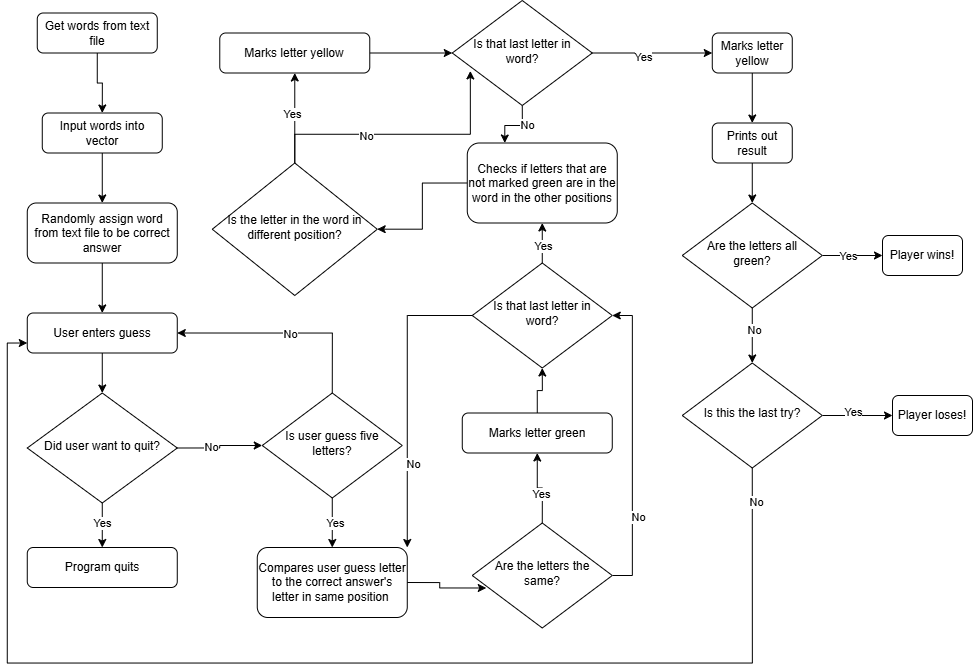 Get words from text
file
Input words into
vector
Randomly assign word
from text file to be correct
answer
User enters guess
Did user want to quit?
Yes
Program quits
No
Is user guess five
letters?
No
Yes
Compares user guess letter
to the correct answer's
letter in same position
Are the letters the
same?
Yes
No
Marks letter green
Is that last letter in
word?
No
Yes
Checks if letters that are
not marked green are in the
word in the other positions
Is the letter in the word in
different position?
Yes
No
Marks letter yellow
Is that last letter in
word?
No
Yes
Marks letter
yellow
Prints out
result
Are the letters all
green?
Yes
Player wins!
No
Is this the last try?
Yes
Player loses!
No